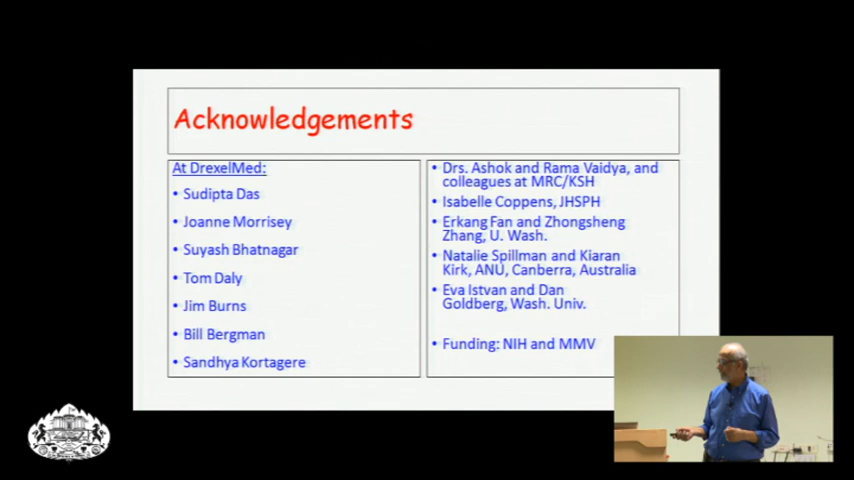 Acknowledgements
At DrexelMed:
• Sudipta Das
• Joanne Morrisey
• Suyash Bhatnagar
• Tom Daly
• Jim Burns
• Bill Bergman
• Sandhya Kortagere
• Drs. Ashok and Rama Vaidya, and
colleagues at MRC/KSH
• Isabelle Coppens, JHSPH
• Erkang Fan and Zhongsheng
Zhang, U. Wash.
• Natalie Spillman and Kiaran
Kirk, ANU, Canberra, Australia
• Eva Istvan and Dan
Goldberg, Wash. Univ.
• Funding: NIH and MMV